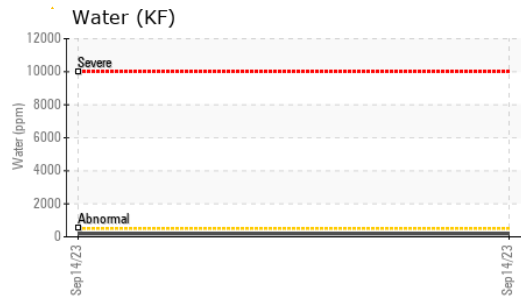 Water (KF)
12000
Severe
10000
8000
Water (ppm)
6000
4000
2000
Abnormal
0
Sep14/23
Sep14/23